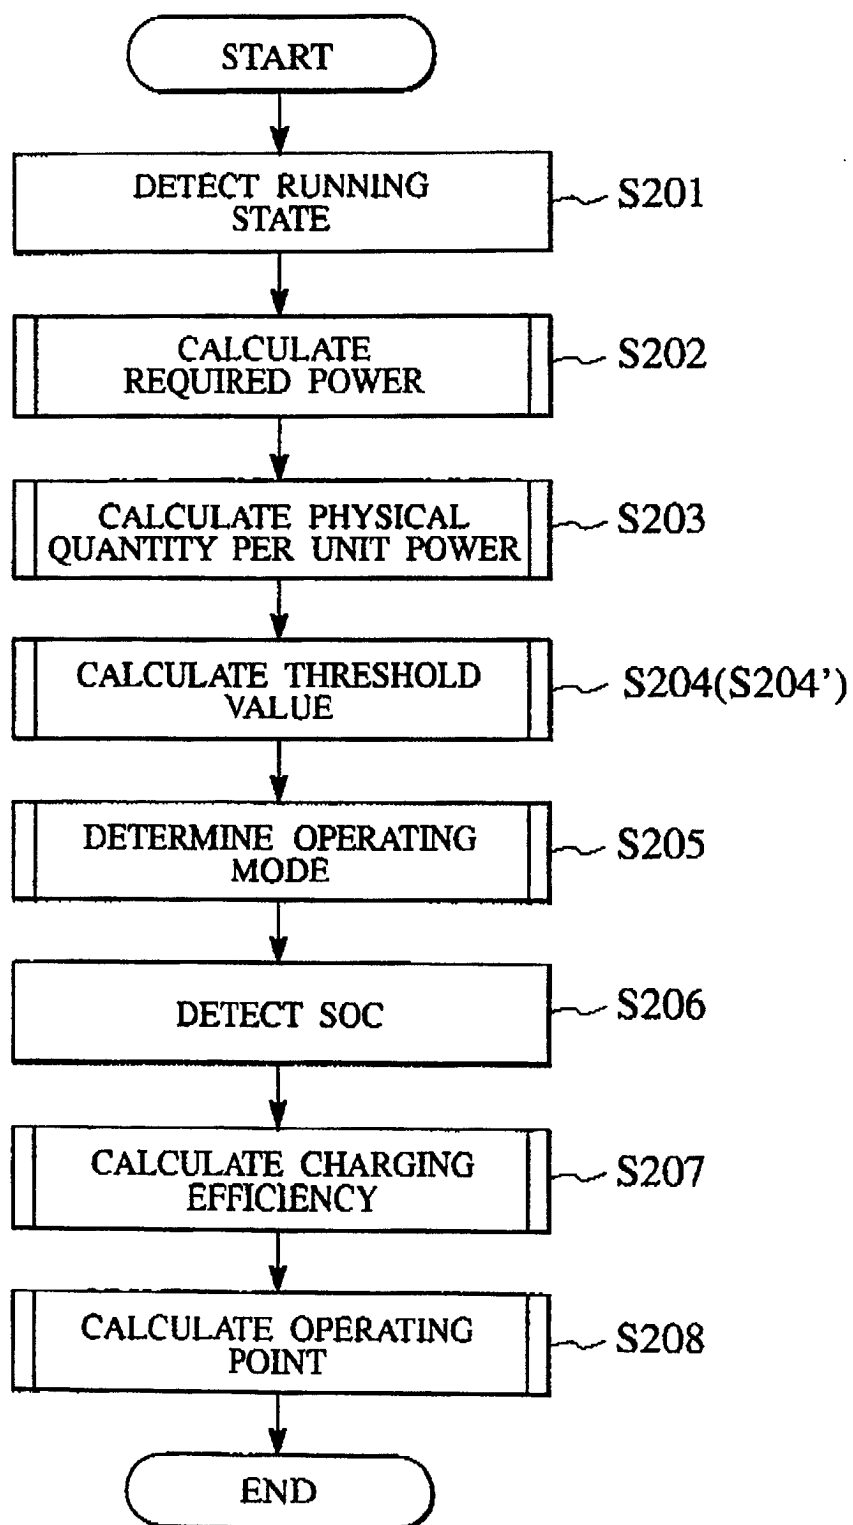 START
DETECT RUNNING
STATE
S201
CALCULATE
REQUIRED POWER
S202
CALCULATE PHYSICAL
QUANTITY PER UNIT POWER
S203
CALCULATE THRESHOLD
VALUE
S204(S204')
DETERMINE OPERATING
MODE
S205
DETECT SOC
S206
CALCULATE CHARGING
EFFICIENCY
S207
CALCULATE OPERATING
POINT
S208
END